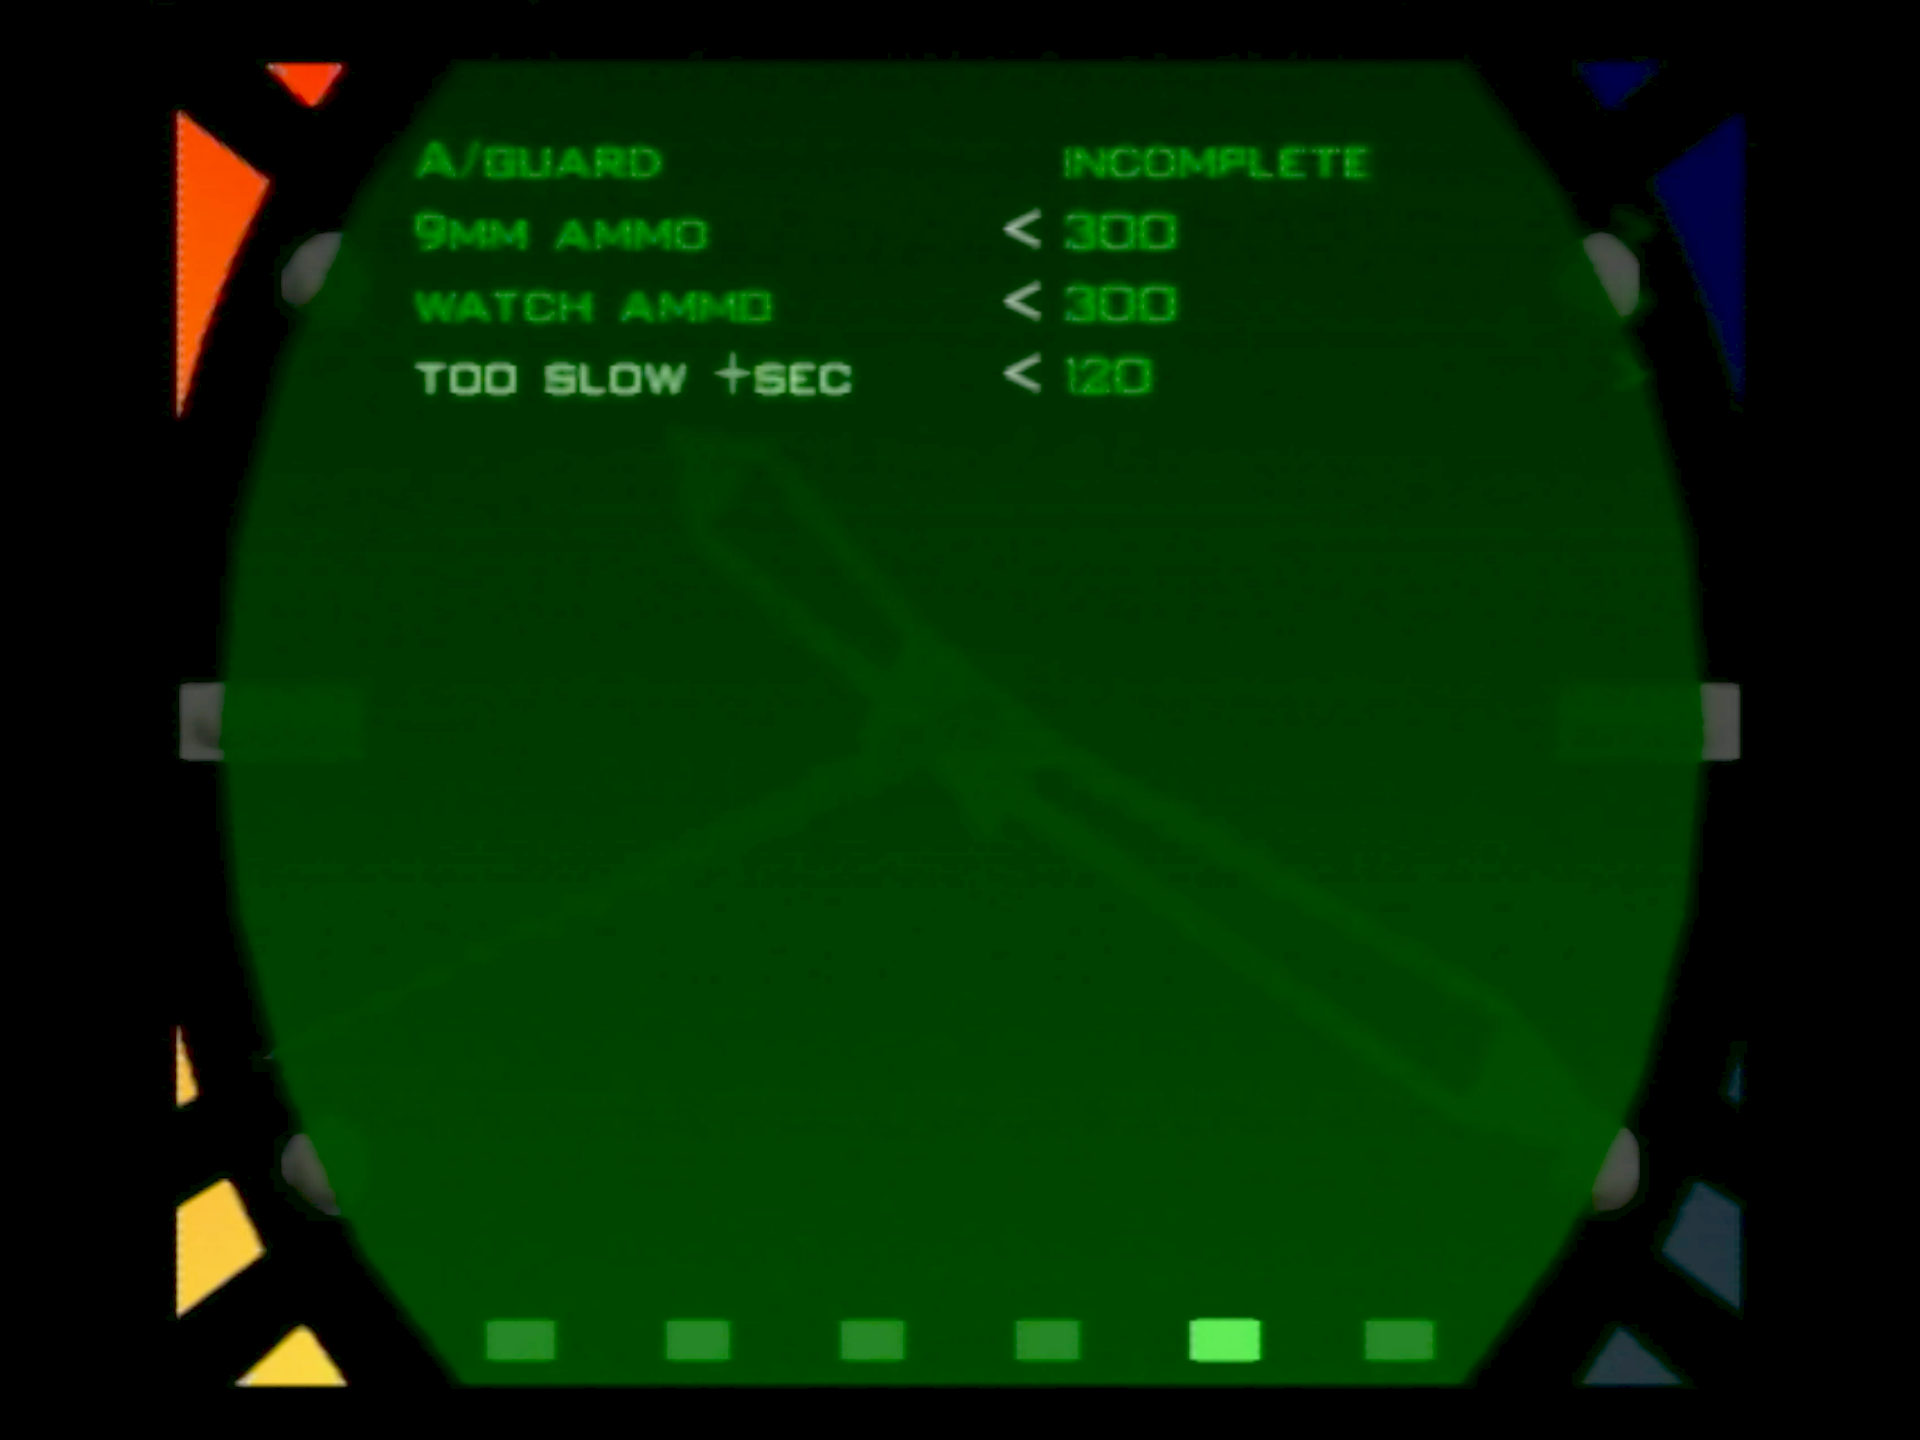 A/GUARD INCOMPLETE
9MM AMMO < 300
WATCH AMMO < 300
TOO SLOW +SEC < 120